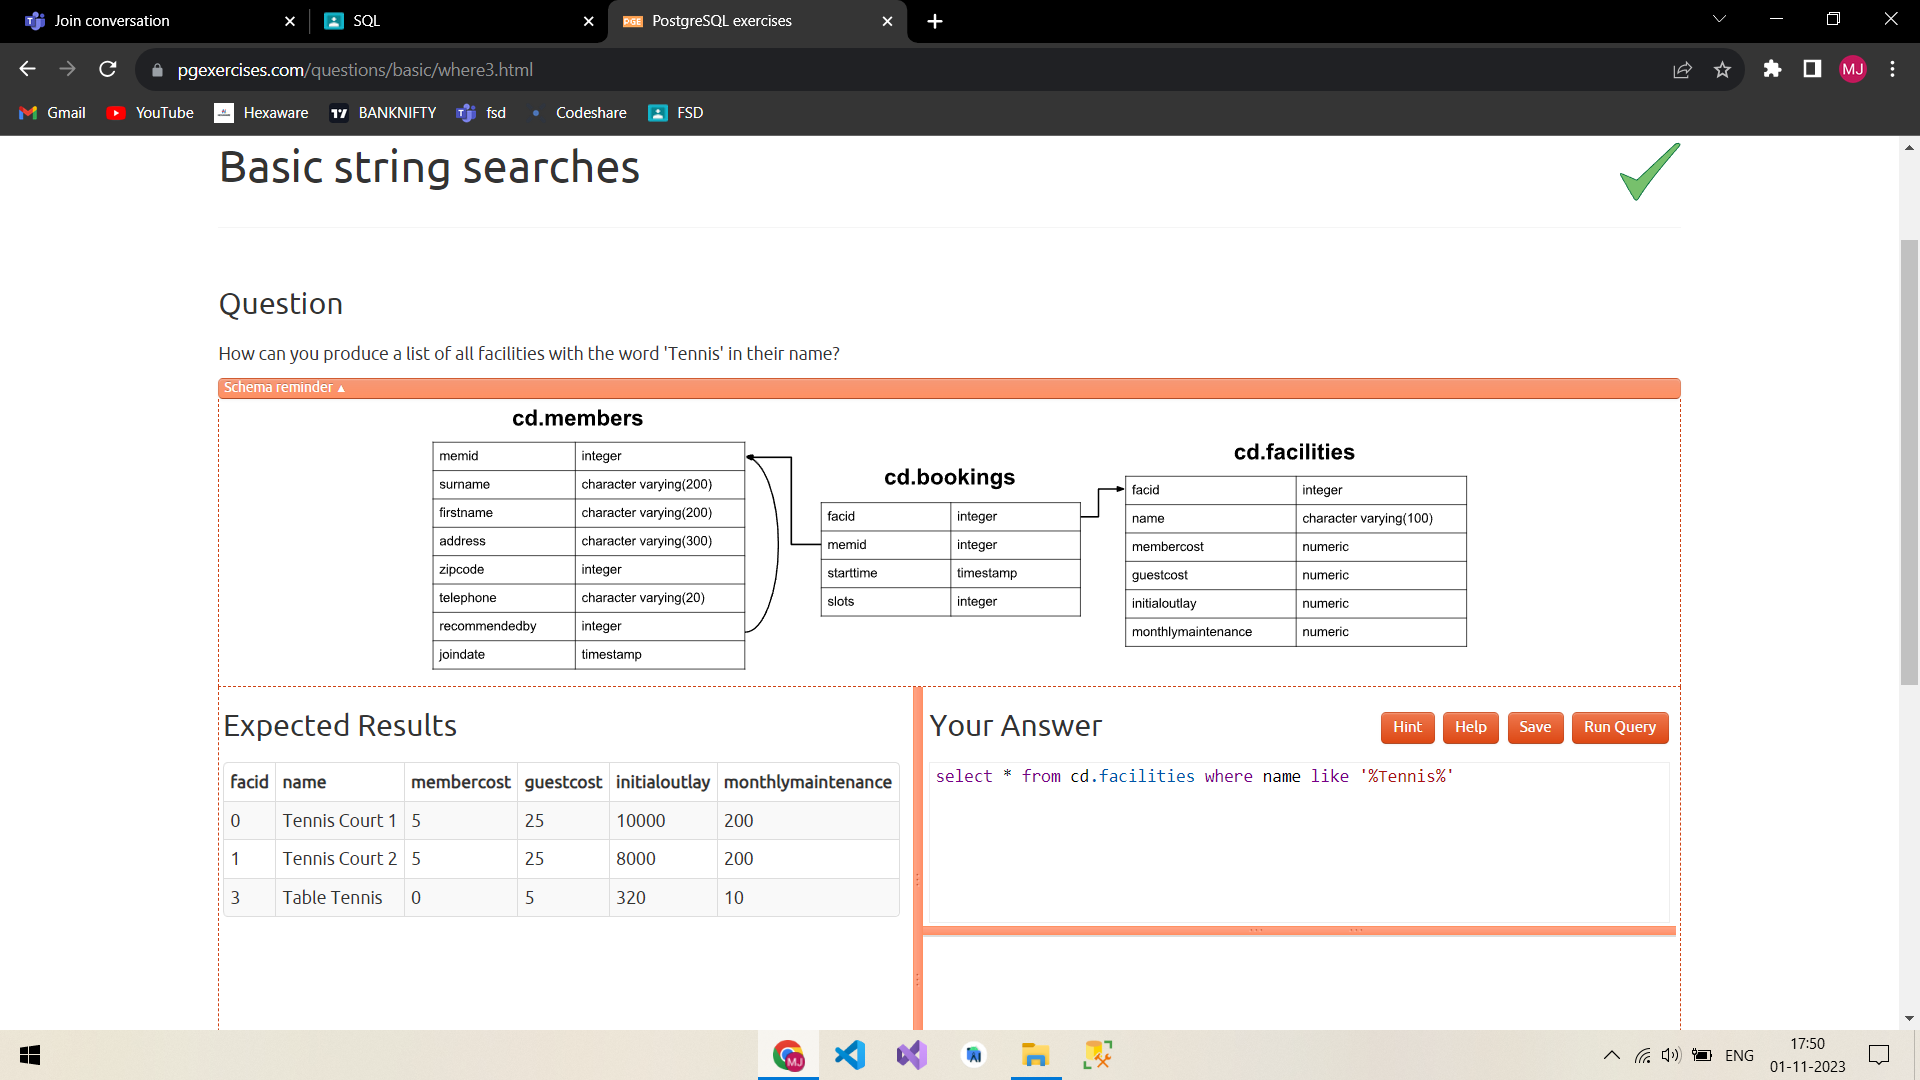 Join conversation
SQL
PostgreSQL exercises
pgexercises.com/questions/basic/where3.html
MJ
Gmail YouTube Hexaware BANKNIFTY fsd Codeshare FSD
Basic string searches
Question
How can you produce a list of all facilities with the word 'Tennis' in their name?
Schema reminder ▲
cd.members
memid integer
surname character varying(200)
firstname character varying(200)
address character varying(300)
zipcode integer
telephone character varying(20)
recommendedby integer
joindate timestamp
cd.bookings
facid integer
memid integer
starttime timestamp
slots integer
cd.facilities
facid integer
name character varying(100)
membercost numeric
guestcost numeric
initialoutlay numeric
monthlymaintenance numeric
Expected Results
facid name membercost guestcost initialoutlay monthlymaintenance
0 Tennis Court 1 5 25 10000 200
1 Tennis Court 2 5 25 8000 200
3 Table Tennis 0 5 320 10
Your Answer
Hint Help Save Run Query
select * from cd.facilities where name like '%Tennis%'
MJ
ENG
17:50
01-11-2023